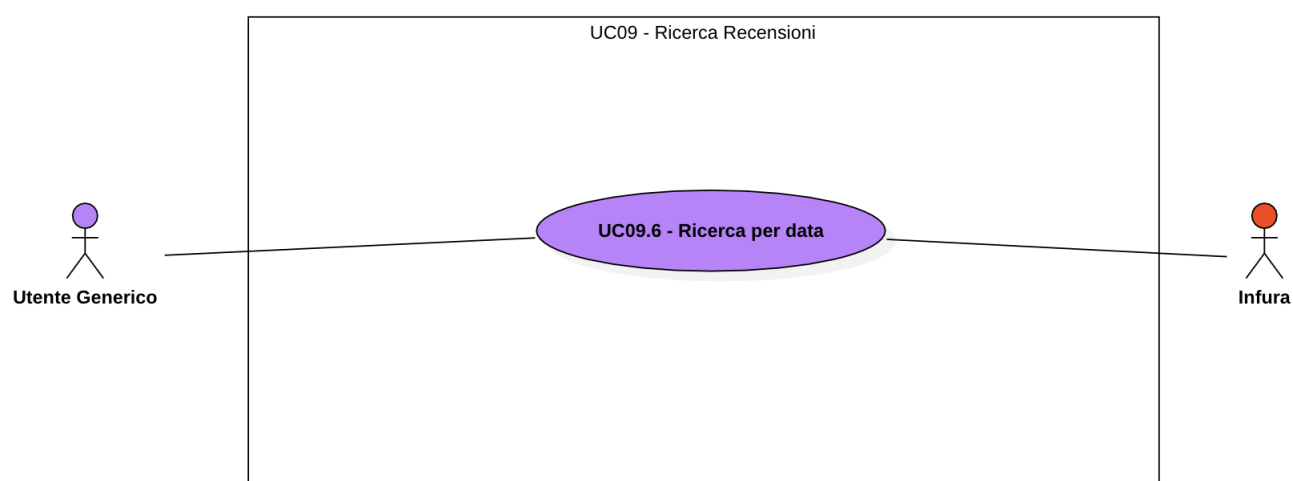 UC09 - Ricerca Recensioni
UC09.6 - Ricerca per data
Utente Generico
Infura